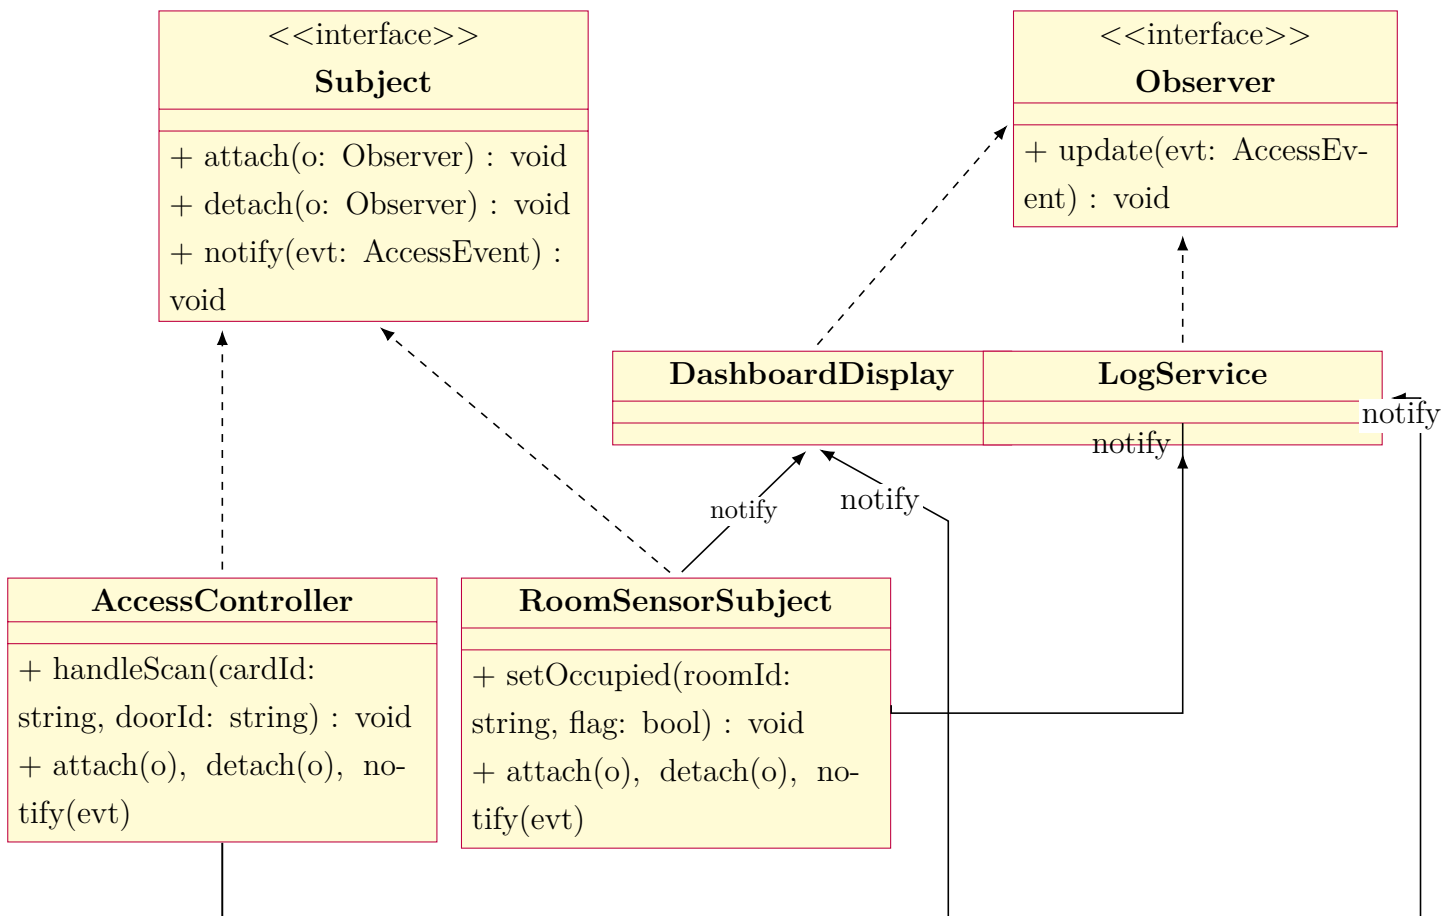 <<interface>>
Subject
+ attach(o: Observer) : void
+ detach(o: Observer) : void
+ notify(evt: AccessEvent) :
void
<<interface>>
Observer
+ update(evt: AccessEv-
ent) : void
DashboardDisplay
LogService
notify
notify
notify
notify
AccessController
+ handleScan(cardId:
string, doorId: string) : void
+ attach(o), detach(o), no-
tify(evt)
RoomSensorSubject
+ setOccupied(roomId:
string, flag: bool) : void
+ attach(o), detach(o), no-
tify(evt)